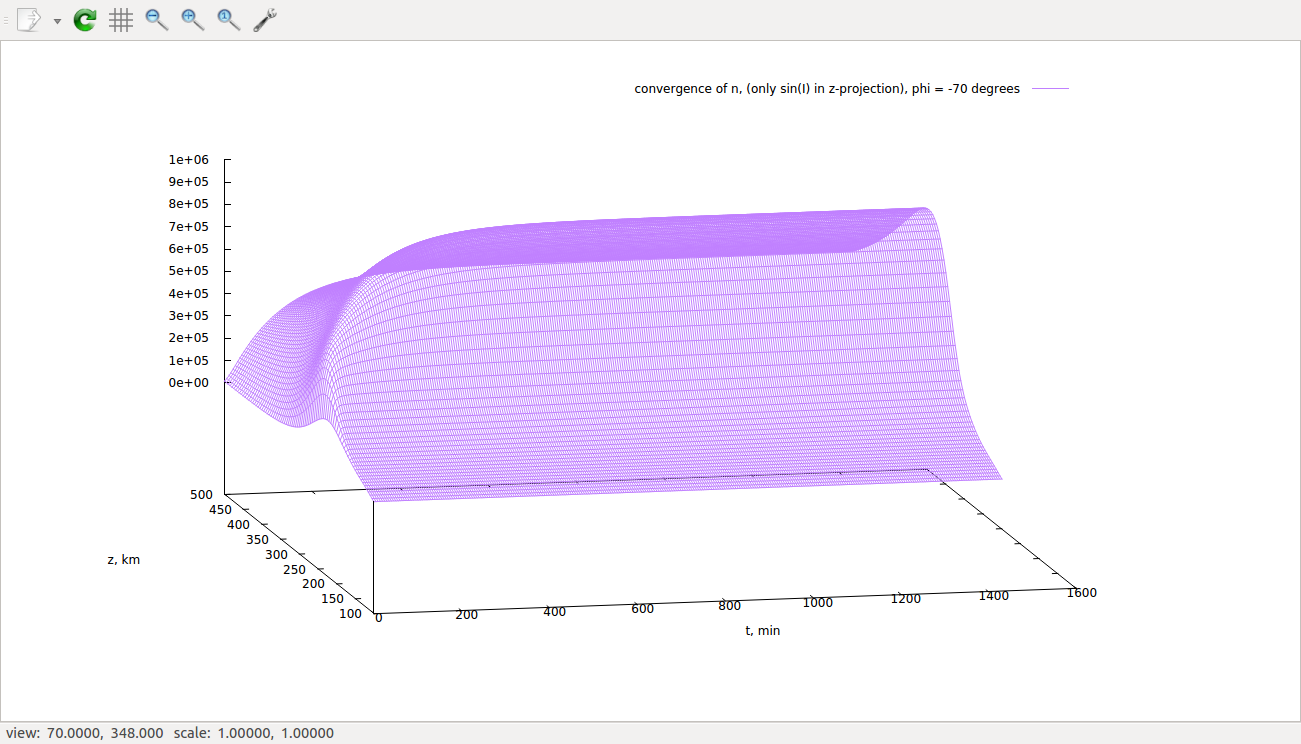 convergence of n, (only sin(I) in z-projection), phi = -70 degrees
1e+06
9e+05
8e+05
7e+05
6e+05
5e+05
4e+05
3e+05
2e+05
1e+05
0e+00
500
450
400
350
300
250
200
150
100
z, km
0
200
400
600
800
1000
1200
1400
1600
t, min
view: 70.0000, 348.000 scale: 1.00000, 1.00000